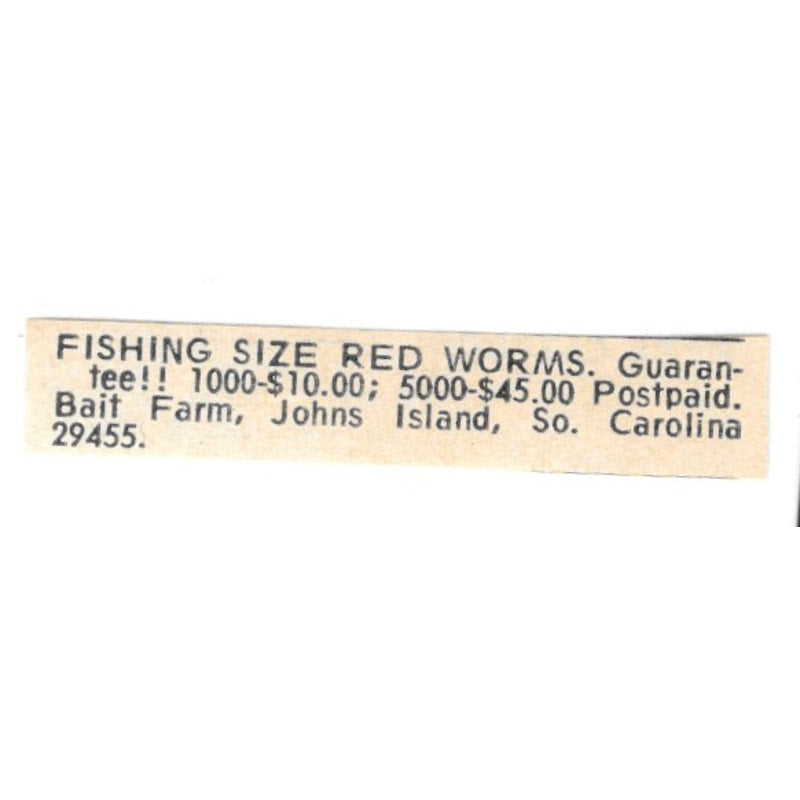 FISHING SIZE RED WORMS. Guaran-
tee!! 1000-$10.00; 5000-$45.00 Postpaid.
Bait Farm, Johns Island, So. Carolina
29455.